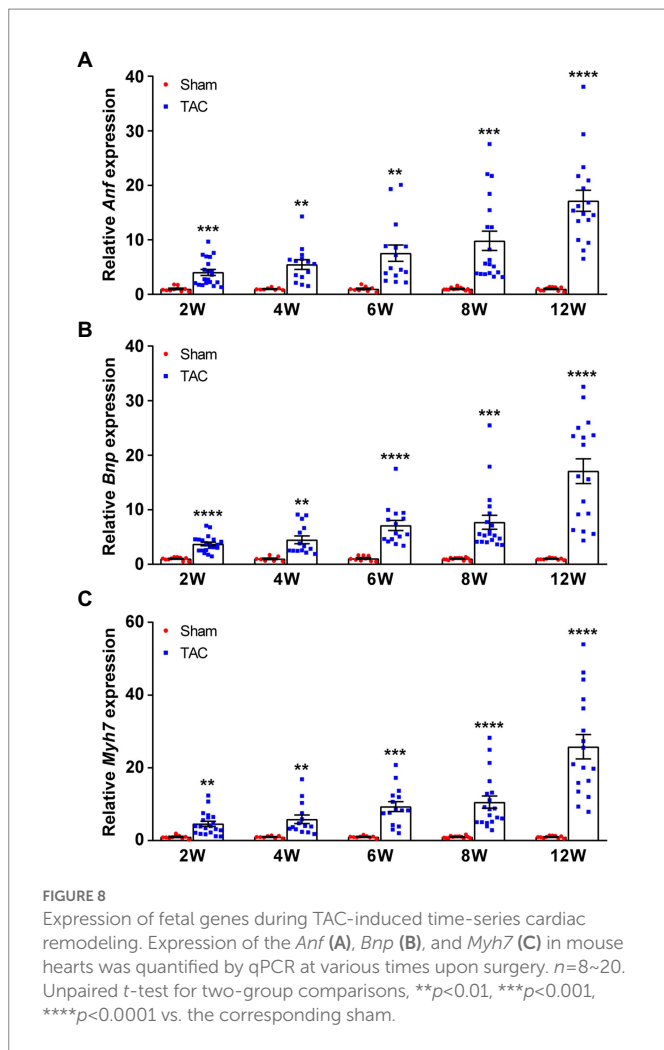 A
Sham
TAC
Relative Anf expression
40
30
20
10
0
***
**
**
***
****
2W 4W 6W 8W 12W
B
Sham
TAC
Relative Bnp expression
40
30
20
10
0
****
**
****
***
****
2W 4W 6W 8W 12W
C
Sham
TAC
Relative Myh7 expression
60
40
20
0
**
**
***
****
****
2W 4W 6W 8W 12W
FIGURE 8
Expression of fetal genes during TAC-induced time-series cardiac
remodeling. Expression of the Anf (A), Bnp (B), and Myh7 (C) in mouse
hearts was quantified by qPCR at various times upon surgery. n=8~20.
Unpaired t-test for two-group comparisons, **p<0.01, ***p<0.001,
****p<0.0001 vs. the corresponding sham.